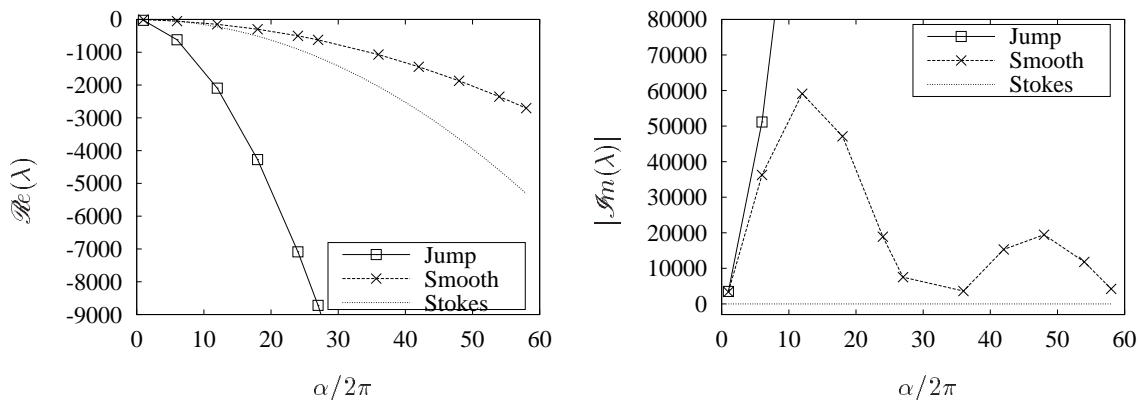 0
-1000
-2000
-3000
-4000
-5000
-6000
-7000
-8000
-9000
ℛe(λ)
Jump
Smooth
Stokes
0 10 20 30 40 50 60
α/2π
80000
70000
60000
50000
40000
30000
20000
10000
0
|ℐm(λ)|
Jump
Smooth
Stokes
0 10 20 30 40 50 60
α/2π